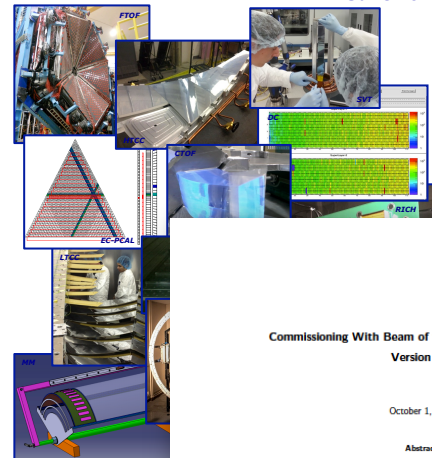 FTOF
HTCC
SVT
DC
CTOF
EC-PCAL
RICH
LTCC
MM
Commissioning With Beam of
Version
October 1,
Abstrac